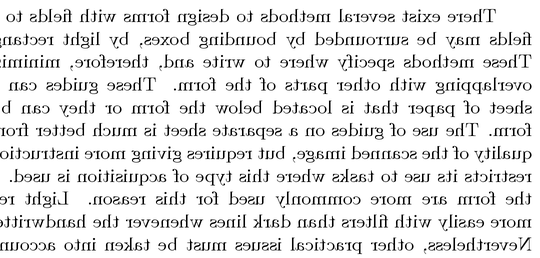 There exist several methods to design forms with fields to
fields may be surrounded by bounding boxes, by light rectang
These methods specify where to write and, therefore, minimi
overlapping with other parts of the form. These guides can
sheet of paper that is located below the form or they can b
form. The use of guides on a separate sheet is much better fro
quality of the scanned image, but requires giving more instructio
restricts its use to tasks where this type of acquisition is used.
the form are more commonly used for this reason. Light re
more easily with filters than dark lines whenever the handwritte
Nevertheless, other practical issues must be taken into accoun